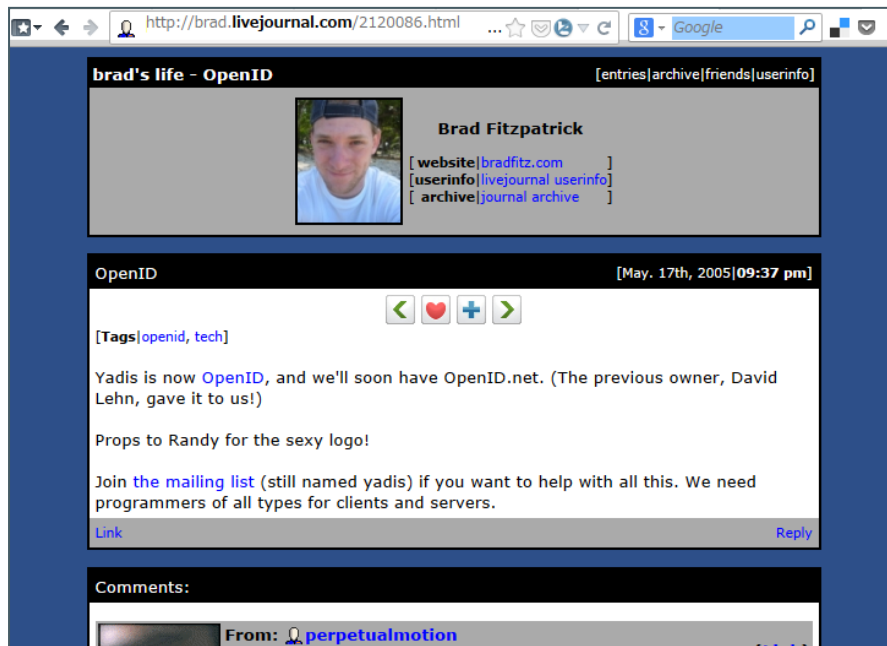 http://brad.livejournal.com/2120086.html
...
8
Google
brad's life - OpenID
[entries|archive|friends|userinfo]
Brad Fitzpatrick
[ website|bradfitz.com ]
[userinfo|livejournal userinfo]
[ archive|journal archive ]
OpenID
[May. 17th, 2005|09:37 pm]
[Tags|openid, tech]
Yadis is now OpenID, and we'll soon have OpenID.net. (The previous owner, David
Lehn, gave it to us!)
Props to Randy for the sexy logo!
Join the mailing list (still named yadis) if you want to help with all this. We need
programmers of all types for clients and servers.
Link
Reply
Comments:
From: perpetualmotion